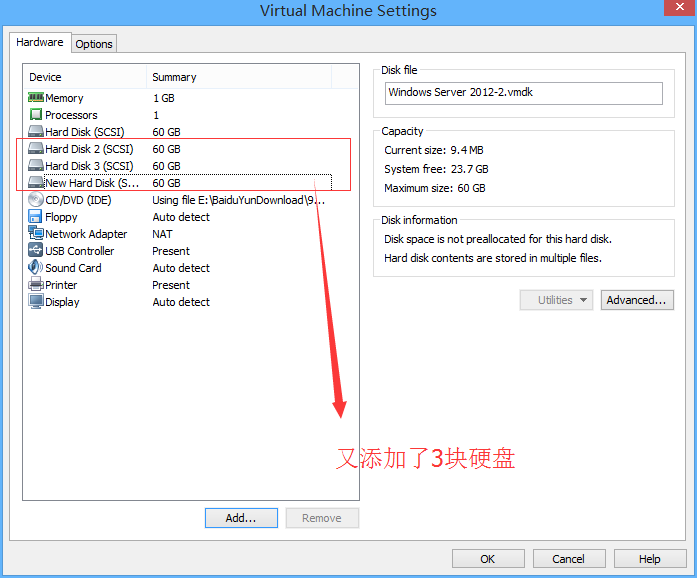 Virtual Machine Settings
Hardware
Options
Device Summary
Memory 1 GB
Processors 1
Hard Disk (SCSI) 60 GB
Hard Disk 2 (SCSI) 60 GB
Hard Disk 3 (SCSI) 60 GB
New Hard Disk (S... 60 GB
CD/DVD (IDE) Using file E:\BaiduYunDownload\9...
Floppy Auto detect
Network Adapter NAT
USB Controller Present
Sound Card Auto detect
Printer Present
Display Auto detect
又添加了3块硬盘
Add...
Remove
Disk file
Windows Server 2012-2.vmdk
Capacity
Current size: 9.4 MB
System free: 23.7 GB
Maximum size: 60 GB
Disk information
Disk space is not preallocated for this hard disk.
Hard disk contents are stored in multiple files.
Utilities
Advanced...
OK
Cancel
Help